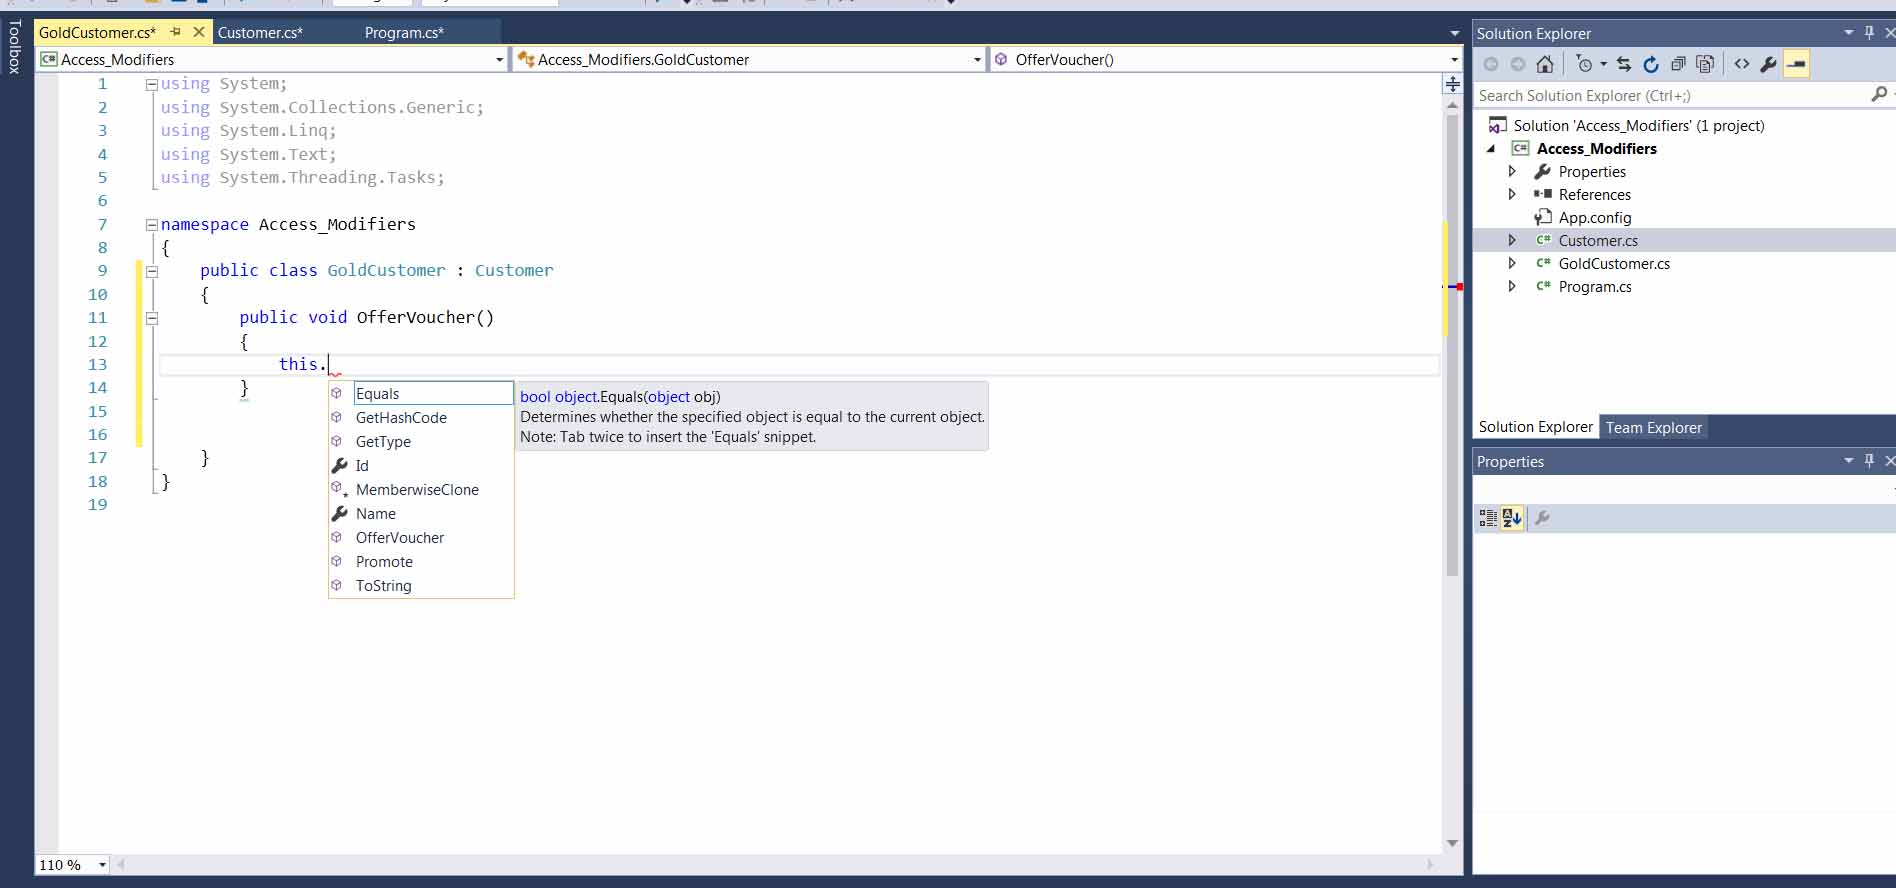 Toolbox
GoldCustomer.cs*
Customer.cs*
Program.cs*
Access_Modifiers
Access_Modifiers.GoldCustomer
OfferVoucher()
1 using System;
2 using System.Collections.Generic;
3 using System.Linq;
4 using System.Text;
5 using System.Threading.Tasks;
6
7 namespace Access_Modifiers
8 {
9 public class GoldCustomer : Customer
10 {
11 public void OfferVoucher()
12 {
13 this.
14 }
15
16
17 }
18 }
19
Equals
GetHashCode
GetType
Id
MemberwiseClone
Name
OfferVoucher
Promote
ToString
bool object.Equals(object obj)
Determines whether the specified object is equal to the current object.
Note: Tab twice to insert the 'Equals' snippet.
110 %
Solution Explorer
Search Solution Explorer (Ctrl+;)
Solution 'Access_Modifiers' (1 project)
C# Access_Modifiers
Properties
References
App.config
C# Customer.cs
C# GoldCustomer.cs
C# Program.cs
Solution Explorer
Team Explorer
Properties